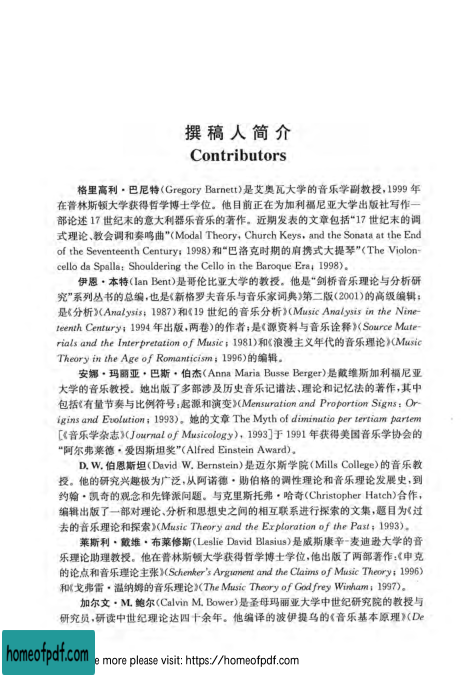 撰稿人简介
Contributors
格里高利·巴尼特(Gregory Barnett)是艾奥瓦大学的音乐学副教授,1999 年
在普林斯顿大学获得哲学博士学位。他目前正在为加利福尼亚大学出版社写作一
部论述 17 世纪末的意大利器乐音乐的著作。近期发表的文章包括“17 世纪末的调
式理论、教会调和奏鸣曲”(Modal Theory, Church Keys, and the Sonata at the End
of the Seventeenth Century; 1998)和“巴洛克时期的肩携式大提琴”(The Violon-
cello da Spalla: Shouldering the Cello in the Baroque Era; 1998)。
伊恩·本特(Ian Bent)是哥伦比亚大学的教授。他是“剑桥音乐理论与分析研
究”系列丛书的总编,也是《新格罗夫音乐与音乐家词典》第二版(2001)的高级编辑;
是《分析》(Analysis; 1987)和《19 世纪的音乐分析》(Music Analysis in the Nine-
teenth Century; 1994 年出版,两卷)的作者;是《源资料与音乐诠释》(Source Mate-
rials and the Interpretation of Music; 1981)和《浪漫主义年代的音乐理论》(Music
Theory in the Age of Romanticism; 1996)的编辑。
安娜·玛丽亚·巴斯·伯杰(Anna Maria Busse Berger)是戴维斯加利福尼亚
大学的音乐教授。她出版了多部涉及历史音乐记谱法、理论和记忆法的著作,其中
包括《有量节奏与比例符号:起源和演变》(Mensuration and Proportion Signs: Or-
igins and Evolution; 1993)。她的文章 The Myth of diminutio per tertiam partem
[《音乐学杂志》(Journal of Musicology), 1993]于 1991 年获得美国音乐学协会的
“阿尔弗莱德·爱因斯坦奖”(Alfred Einstein Award)。
D. W. 伯恩斯坦(David W. Bernstein)是迈尔斯学院(Mills College)的音乐教
授。他的研究兴趣极为广泛,从阿诺德·勋伯格的调性理论和音乐理论发展史,到
约翰·凯奇的观念和先锋派问题。与克里斯托弗·哈奇(Christopher Hatch)合作,
编辑出版了一部对理论、分析和思想史之间的相互联系进行探索的文集,题目为《过
去的音乐理论和探索》(Music Theory and the Exploration of the Past; 1993)。
莱斯利·戴维·布莱修斯(Leslie David Blasius)是威斯康辛-麦迪逊大学的音
乐理论助理教授。他在普林斯顿大学获得哲学博士学位,他出版了两部著作:《申克
的论点和音乐理论主张》(Schenker's Argument and the Claims of Music Theory; 1996)
和《戈弗雷·温纳姆的音乐理论》(The Music Theory of Godfrey Winham; 1997)。
加尔文·M. 鲍尔(Calvin M. Bower)是圣母玛丽亚大学中世纪研究院的教授与
研究员,研读中世纪理论达四十余年。他编译的波伊提乌的《音乐基本原理》(De
homeofpdf.com
e more please visit: https://homeofpdf.com